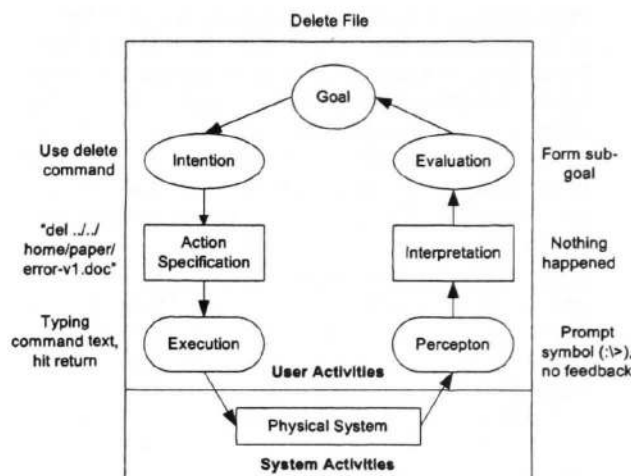 Delete File
Goal
Use delete
command
Intention
Evaluation
Form sub-
goal
"del ../../
home/paper/
error-v1.doc"
Action
Specification
Interpretation
Nothing
happened
Typing
command text,
hit return
Execution
Percepton
Prompt
symbol (:\>),
no feedback
User Activities
Physical System
System Activities